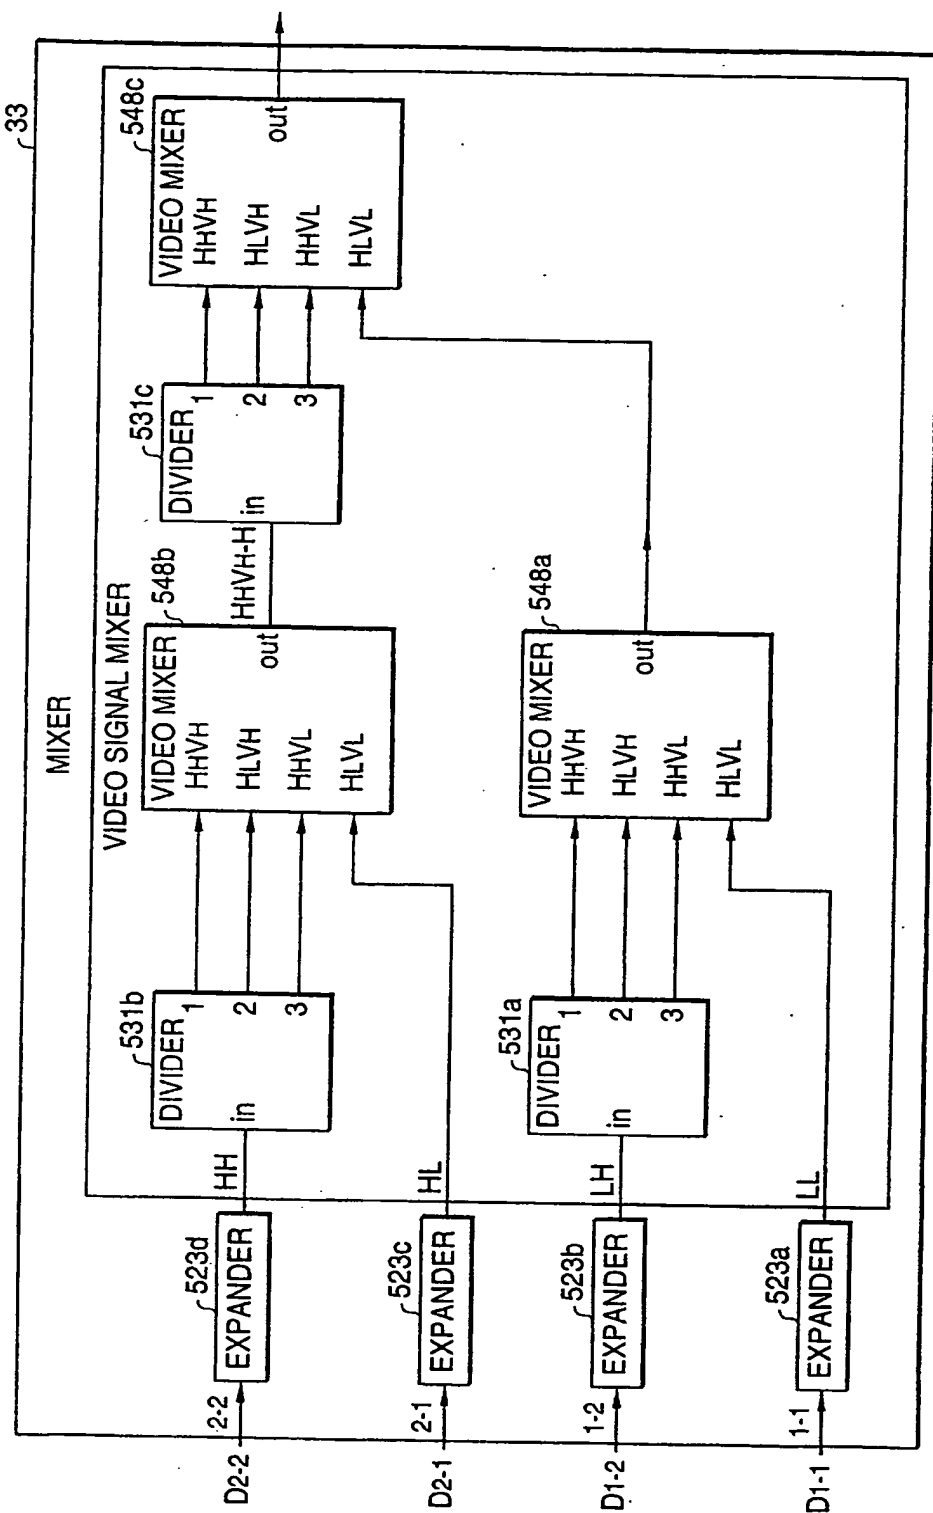 33
MIXER
VIDEO SIGNAL MIXER
D2-2
2-2
EXPANDER
523d
HH
DIVIDER
531b
in
1
2
3
VIDEO MIXER
548b
HHVH
HLVH
HHVL
HLVL
out
HHVH-H
DIVIDER
531c
in
1
2
3
VIDEO MIXER
548c
HHVH
HLVH
HHVL
HLVL
out
D2-1
2-1
EXPANDER
523c
HL
D1-2
1-2
EXPANDER
523b
LH
DIVIDER
531a
in
1
2
3
VIDEO MIXER
548a
HHVH
HLVH
HHVL
HLVL
out
D1-1
1-1
EXPANDER
523a
LL